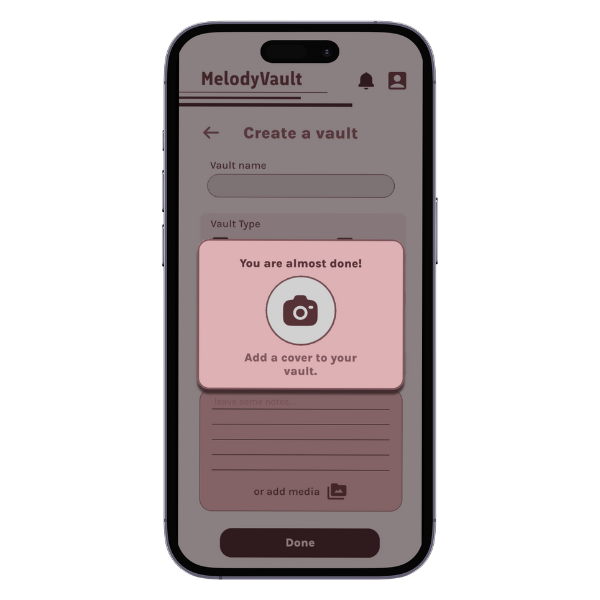 MelodyVault
Create a vault
Vault name
Vault Type
You are almost done!
Add a cover to your
vault.
leave some notes...
or add media
Done